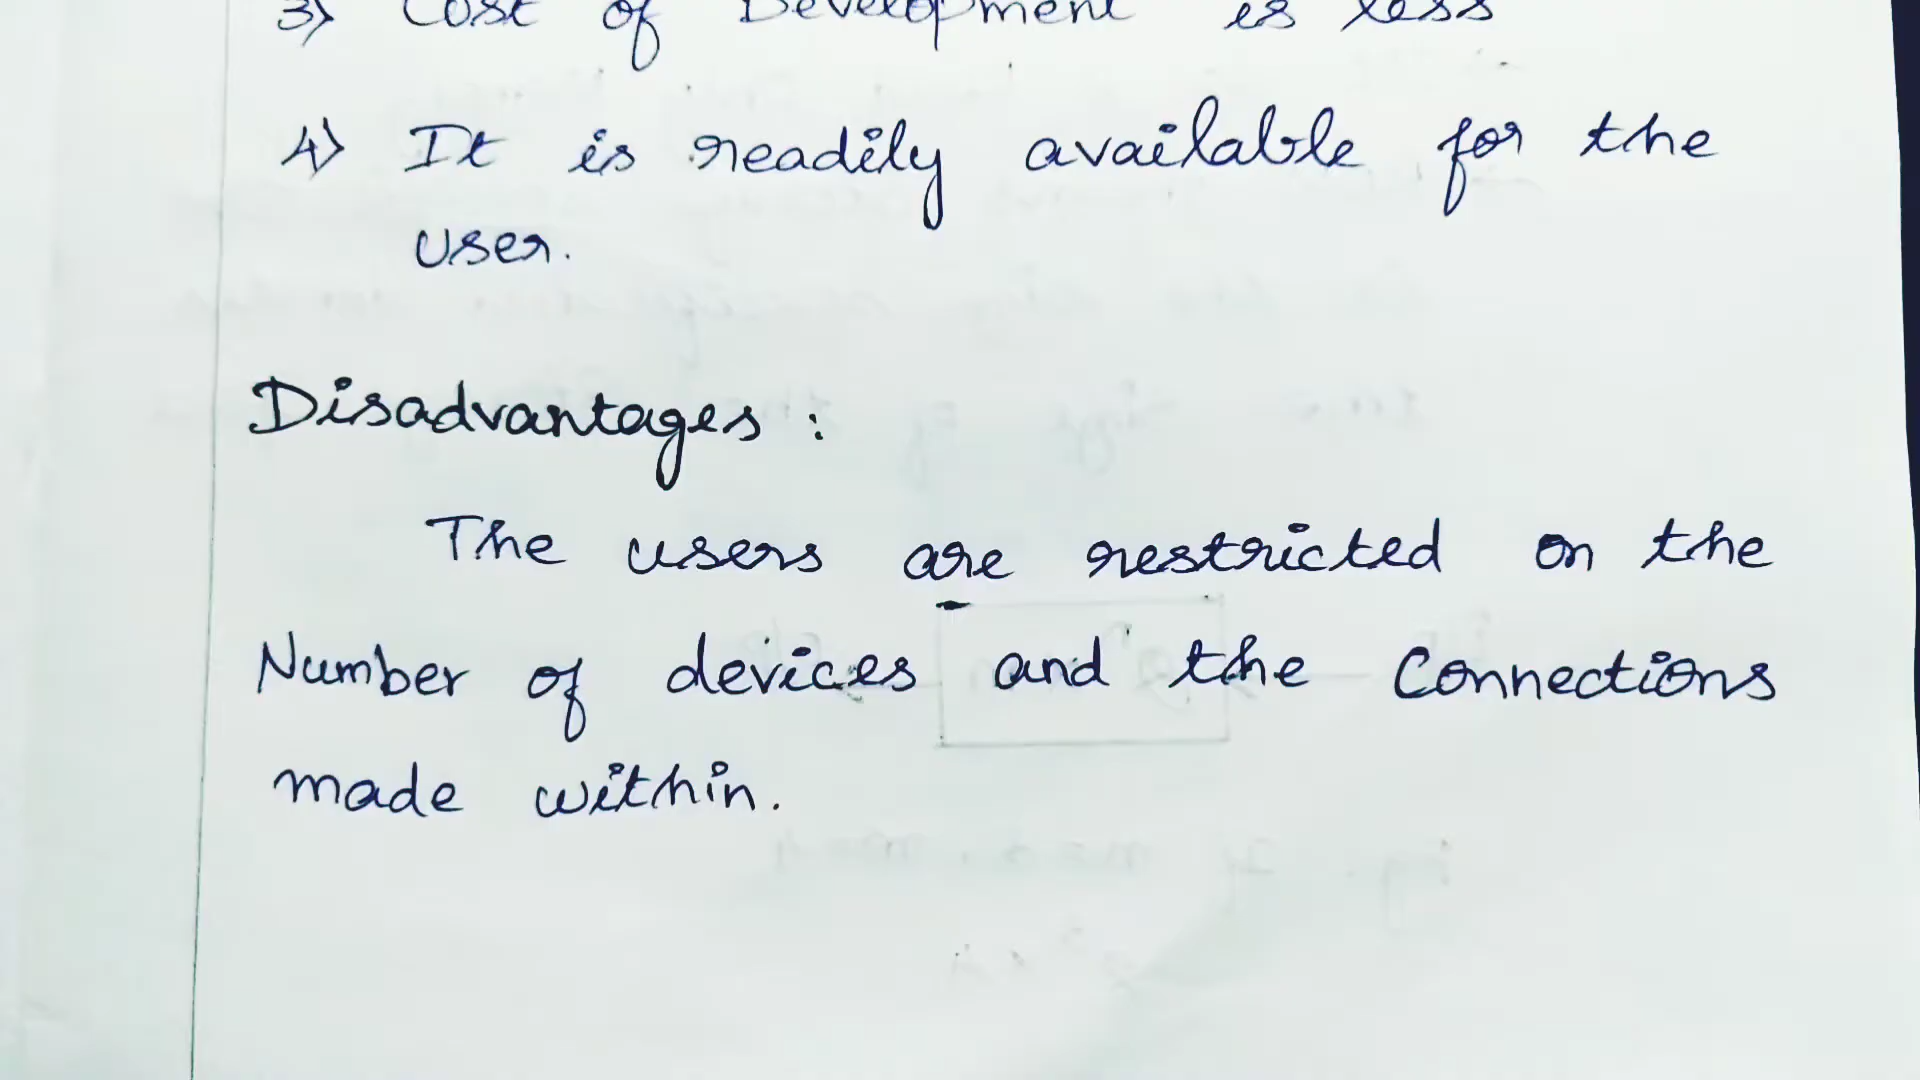 3) Cost of Development is less
4) It is readily available for the
user.
Disadvantages :
The users are restricted on the
Number of devices and the Connections
made within.